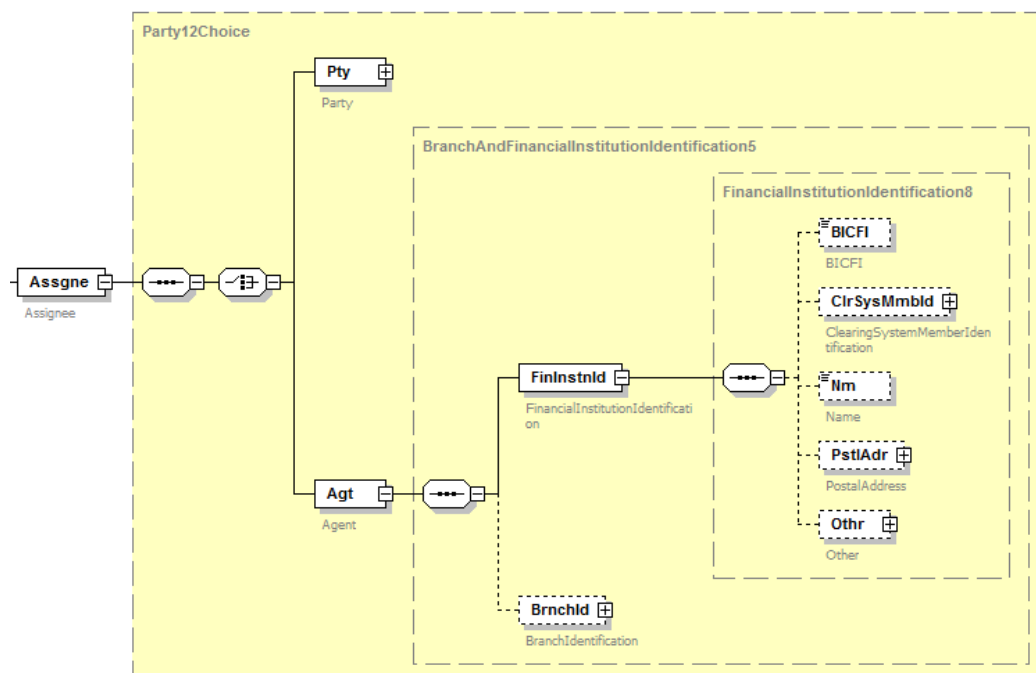 Party12Choice
Pty
Party
BranchAndFinancialInstitutionIdentification5
FinancialInstitutionIdentification8
BICFI
BICFI
Assgne
Assignee
ClrSysMmbId
ClearingSystemMemberIden
tification
FinInstnId
FinancialInstitutionIdentificati
on
Nm
Name
PstlAdr
PostalAddress
Agt
Agent
Othr
Other
BrnchId
BranchIdentification